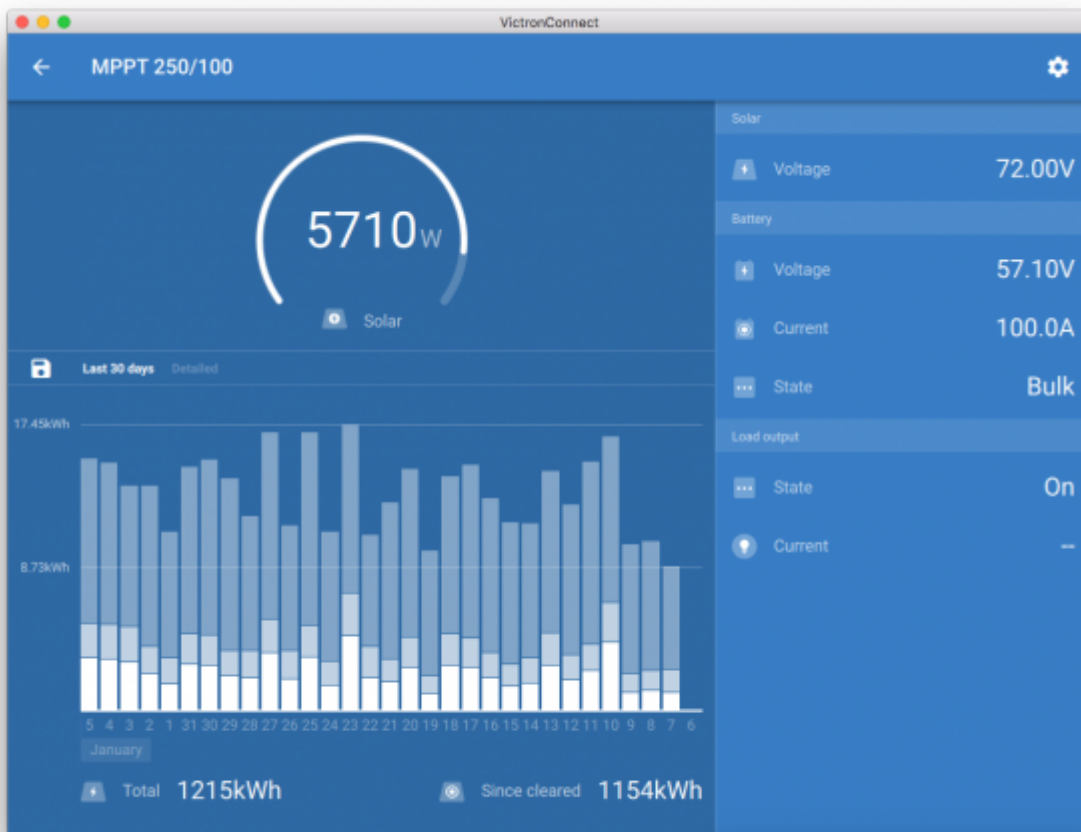 VictronConnect
MPPT 250/100
5710W
Solar
Last 30 days Detailed
17.45kWh
8.73kWh
5 4 3 2 1 31 30 29 28 27 26 25 24 23 22 21 20 19 18 17 16 15 14 13 12 11 10 9 8 7 6
January
Total 1215kWh Since cleared 1154kWh
Solar
Voltage 72.00V
Battery
Voltage 57.10V
Current 100.0A
State Bulk
Load output
State On
Current --